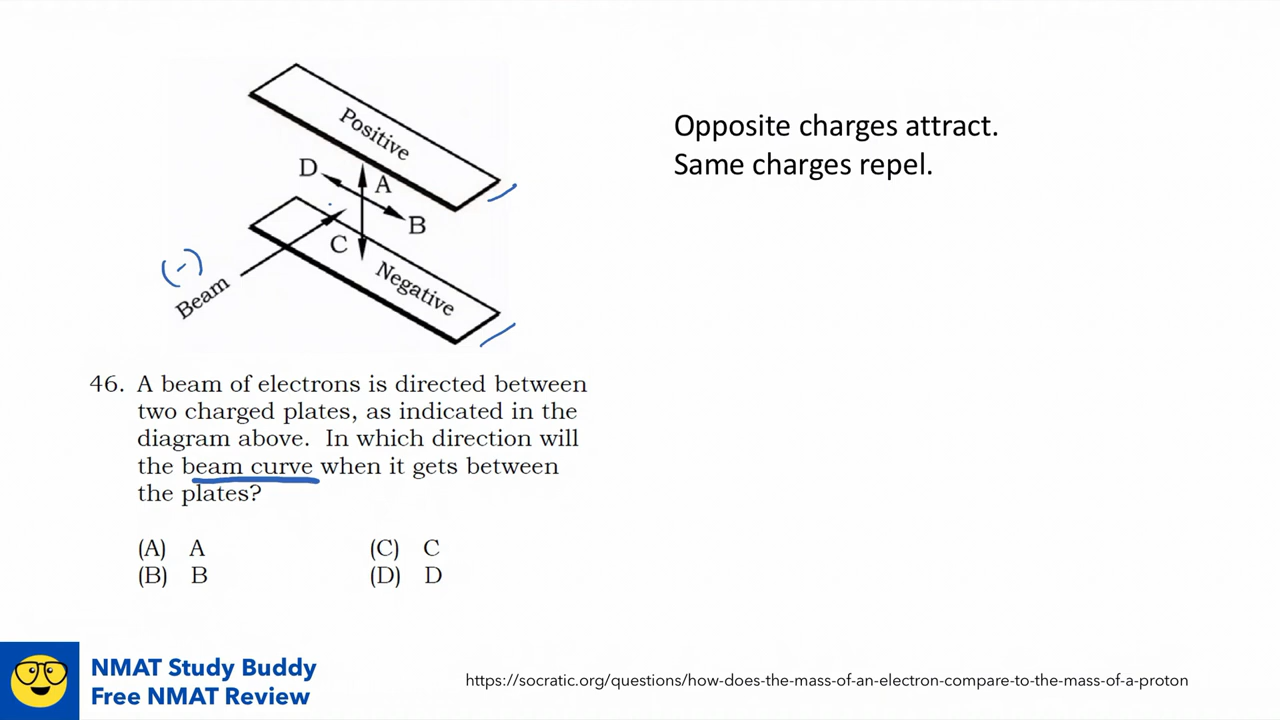 Positive
Opposite charges attract.
Same charges repel.
D
A
B
C
(-)
Beam
Negative
46. A beam of electrons is directed between
two charged plates, as indicated in the
diagram above. In which direction will
the beam curve when it gets between
the plates?
(A) A (C) C
(B) B (D) D
NMAT Study Buddy
Free NMAT Review
https://socratic.org/questions/how-does-the-mass-of-an-electron-compare-to-the-mass-of-a-proton